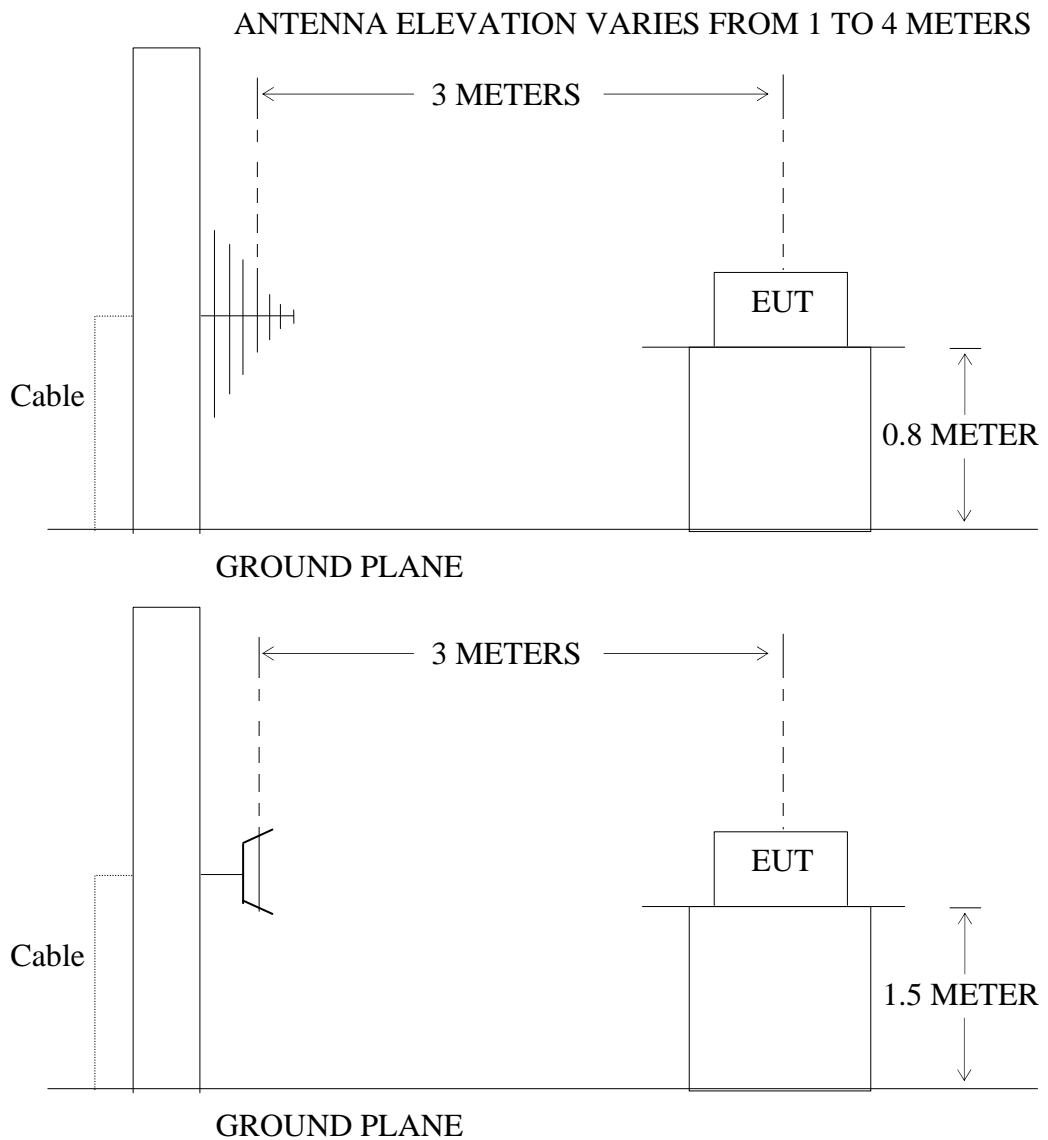 ANTENNA ELEVATION VARIES FROM 1 TO 4 METERS
3 METERS
EUT
Cable
0.8 METER
GROUND PLANE
3 METERS
EUT
Cable
1.5 METER
GROUND PLANE